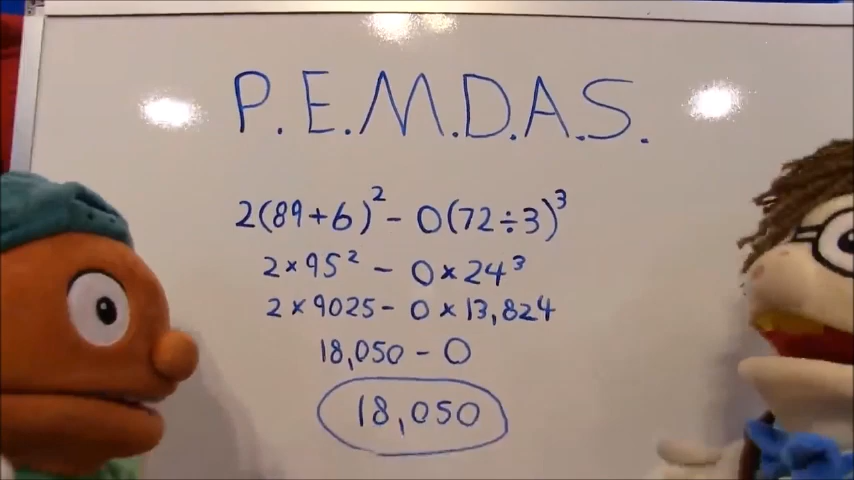 P.E.M.D.A.S.
2(89+6)² - 0(72÷3)³
2×95² - 0×24³
2×9025 - 0×13,824
18,050 - 0
18,050